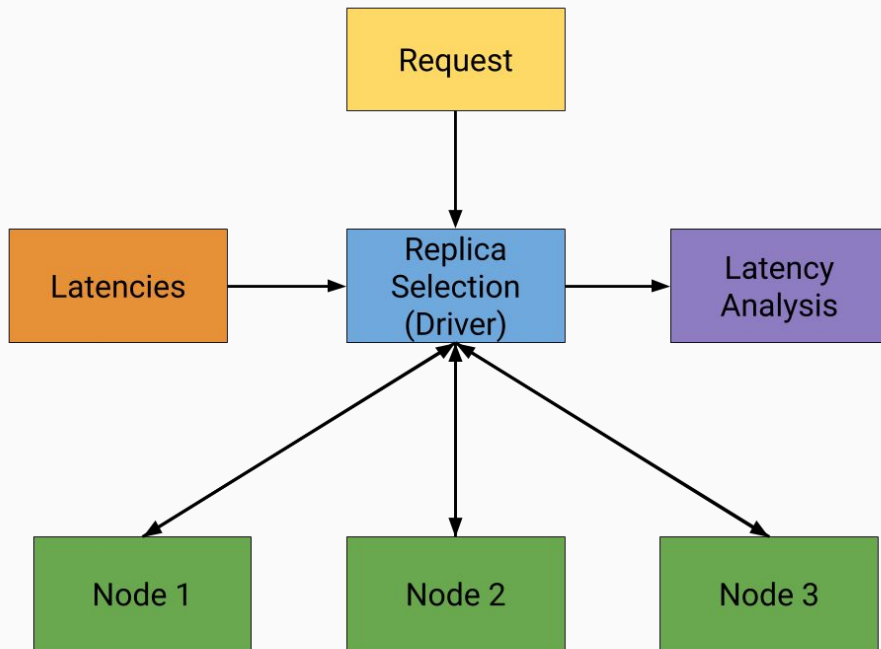 Request
Latencies
Replica
Selection
(Driver)
Latency
Analysis
Node 1
Node 2
Node 3